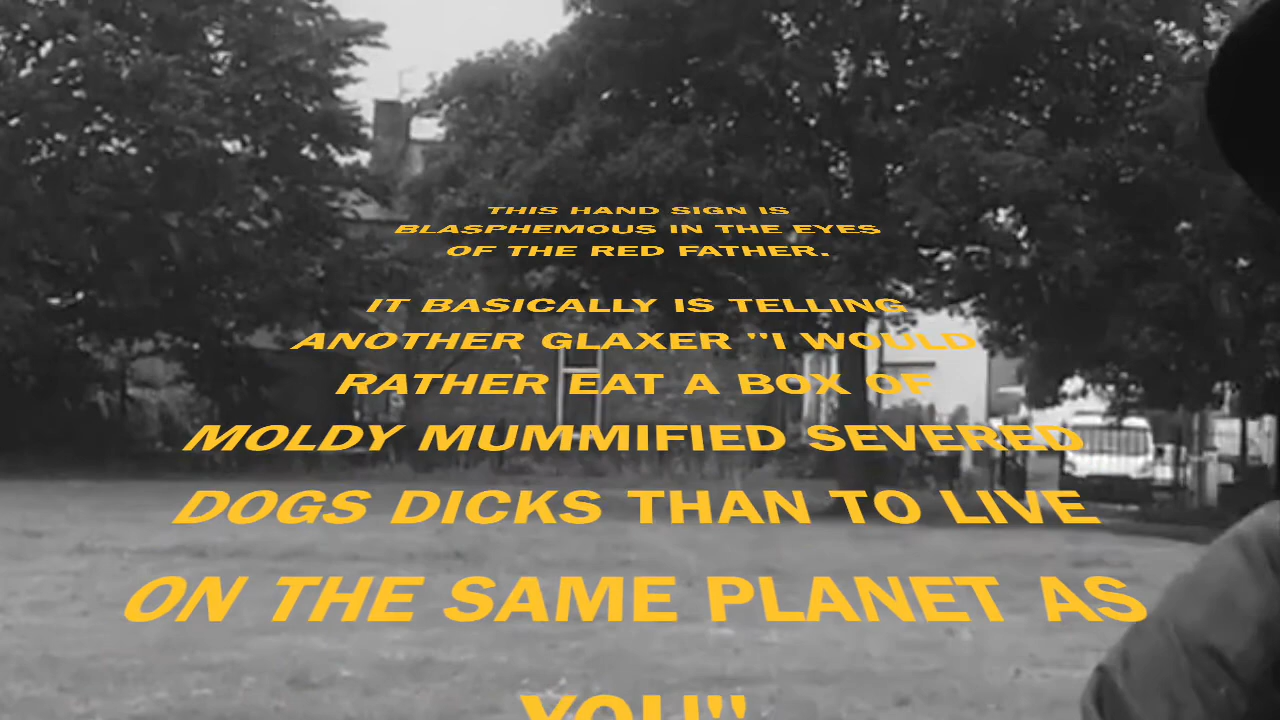 THIS HAND SIGN IS
BLASPHEMOUS IN THE EYES
OF THE RED FATHER.
IT BASICALLY IS TELLING
ANOTHER GLAXER "I WOULD
RATHER EAT A BOX OF
MOLDY MUMMIFIED SEVERED
DOGS DICKS THAN TO LIVE
ON THE SAME PLANET AS
YOU"